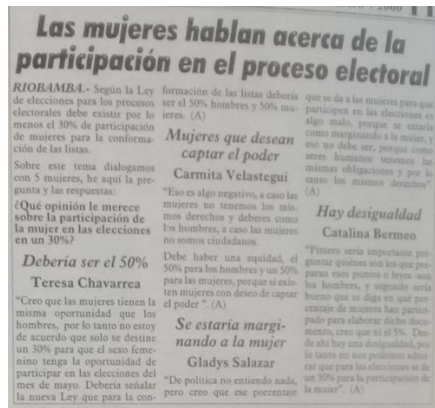 2000
Las mujeres hablan acerca de la
participación en el proceso electoral
RIOBAMBA.- Según la Ley
de elecciones para los procesos
electorales debe existir por lo
menos el 30% de participación
de mujeres para la conforma-
ción de las listas.
Sobre este tema dialogamos
con 5 mujeres, he aquí la pre-
gunta y las respuestas:
¿Qué opinión le merece
sobre la participación de
la mujer en las elecciones
en un 30%?
Debería ser el 50%
Teresa Chavarrea
"Creo que las mujeres tienen la
misma oportunidad que los
hombres, por lo tanto no estoy
de acuerdo que solo se destine
un 30% para que el sexo feme-
nino tenga la oportunidad de
participar en las elecciones del
mes de mayo. Debería señalar
la nueva Ley que para la con-
formación de las listas debería
ser el 50% hombres y 50% mu-
jeres. (A)
Mujeres que desean
captar el poder
Carmita Velastegui
"Eso es algo negativo, a caso las
mujeres no tenemos los mis-
mos derechos y deberes como
los hombres, a caso las mujeres
no somos ciudadanos.
Debe haber una equidad, el
50% para los hombres y un 50%
para las mujeres, porque si exis-
ten mujeres con deseo de captar
el poder ". (A)
Se estaría margi-
nando a la mujer
Gladys Salazar
"De política no entiendo nada,
pero creo que ese porcentaje
que se da a las mujeres para que
participen en las elecciones es
algo malo, porque se estaría
como marginando a la mujer, y
eso no debe ser, porque como
seres humanos tenemos las
mismas obligaciones y por lo
tanto los mismos derechos".
(A)
Hay desigualdad
Catalina Bermeo
"Pimero sería importante pre-
guntar quiénes son los que pre-
paran esos puntos o leyes son
los hombres, y segundo sería
bueno que se diga en qué por-
centaje de mujeres han partici-
pado para elaborar dicho docu-
mento, creo que ni el 5%. Des-
de ahí hay una desigualdad, por
lo tanto no nos podemos admi-
rar que para las elecciones se de
un 30% para la participación de
la mujer". (A)